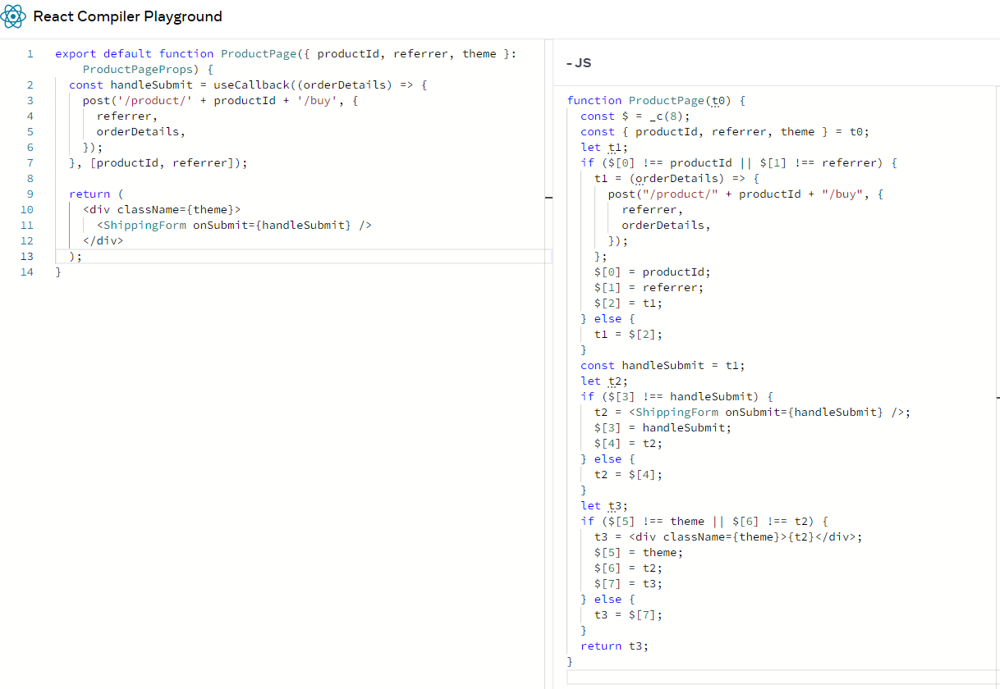 React Compiler Playground
1 export default function ProductPage({ productId, referrer, theme }:
ProductPageProps) {
2 const handleSubmit = useCallback((orderDetails) => {
3 post('/product/' + productId + '/buy', {
4 referrer,
5 orderDetails,
6 });
7 }, [productId, referrer]);
8
9 return (
10 <div className={theme}>
11 <ShippingForm onSubmit={handleSubmit} />
12 </div>
13 );
14 }
- JS
function ProductPage(t0) {
const $ = _c(8);
const { productId, referrer, theme } = t0;
let t1;
if ($[0] !== productId || $[1] !== referrer) {
t1 = (orderDetails) => {
post("/product/" + productId + "/buy", {
referrer,
orderDetails,
});
};
$[0] = productId;
$[1] = referrer;
$[2] = t1;
} else {
t1 = $[2];
}
const handleSubmit = t1;
let t2;
if ($[3] !== handleSubmit) {
t2 = <ShippingForm onSubmit={handleSubmit} />;
$[3] = handleSubmit;
$[4] = t2;
} else {
t2 = $[4];
}
let t3;
if ($[5] !== theme || $[6] !== t2) {
t3 = <div className={theme}>{t2}</div>;
$[5] = theme;
$[6] = t2;
$[7] = t3;
} else {
t3 = $[7];
}
return t3;
}